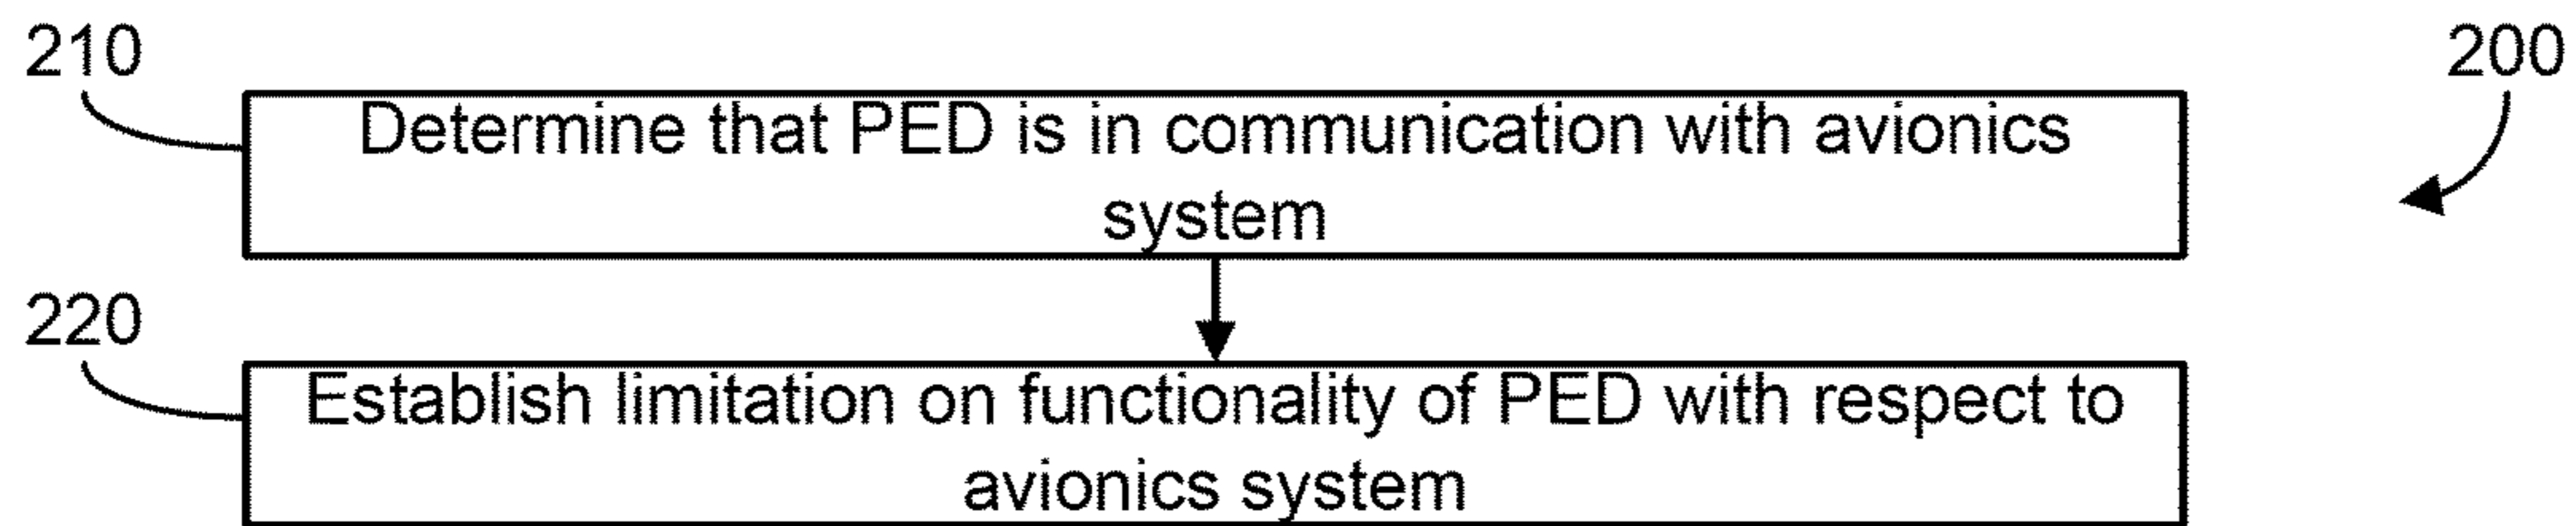 210
200
Determine that PED is in communication with avionics
system
220
Establish limitation on functionality of PED with respect to
avionics system